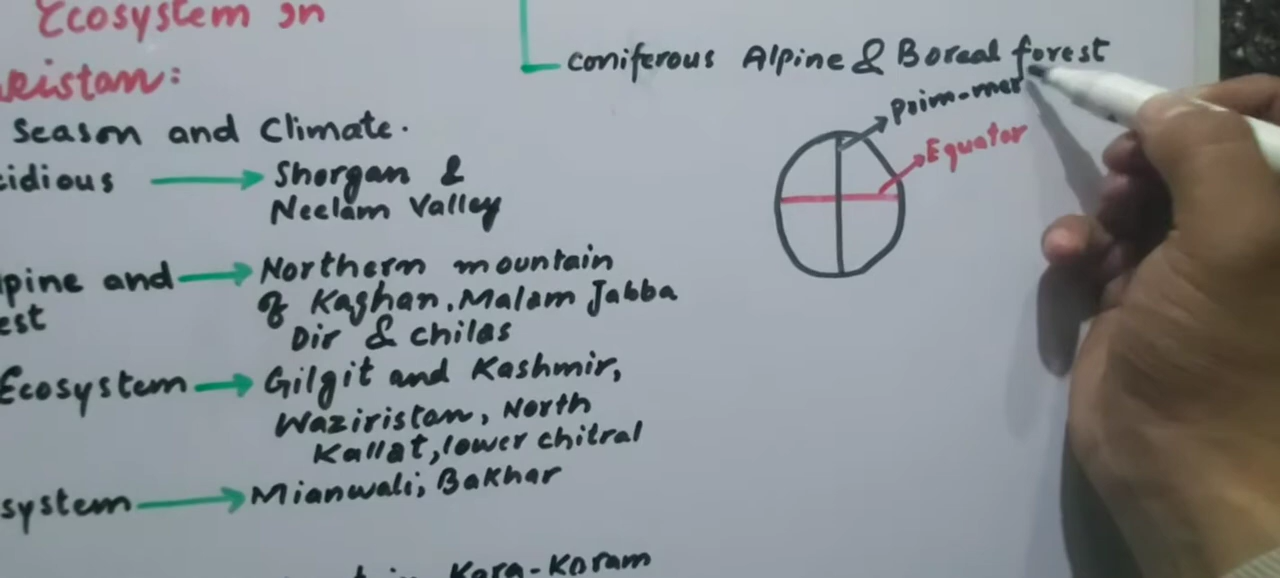 Ecosystem in
coniferous Alpine & Boreal forest
Kistan:
Prim-mer
Season and Climate.
Equator
cidious → Shorgan &
Neelam Valley
lpine and → Northern mountain
est of Kaghan, Malam Jabba
Dir & chilas
Ecosystem → Gilgit and Kashmir,
Waziristan, North
Kallat, lower chitral
system → Mianwali, Bakhar
Kara-Koram